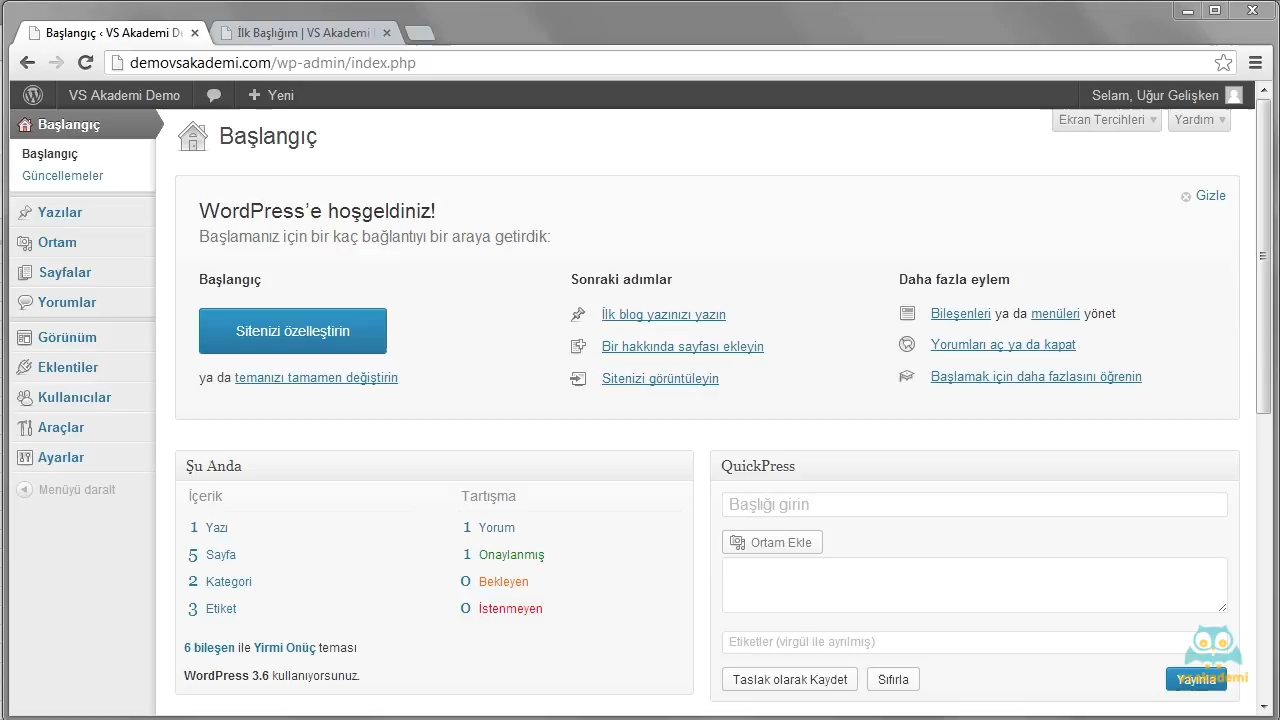 Başlangıç ‹ VS Akademi De
İlk Başlığım | VS Akademi
demovsakademi.com/wp-admin/index.php
VS Akademi Demo
Yeni
Selam, Uğur Gelişken
Başlangıç
Başlangıç
Güncellemeler
Yazılar
Ortam
Sayfalar
Yorumlar
Görünüm
Eklentiler
Kullanıcılar
Araçlar
Ayarlar
Menüyü daralt
Ekran Tercihleri
Yardım
Başlangıç
Gizle
WordPress’e hoşgeldiniz!
Başlamanız için bir kaç bağlantıyı bir araya getirdik:
Başlangıç
Sitenizi özelleştirin
ya da temanızı tamamen değiştirin
Sonraki adımlar
İlk blog yazınızı yazın
Bir hakkında sayfası ekleyin
Sitenizi görüntüleyin
Daha fazla eylem
Bileşenleri ya da menüleri yönet
Yorumları aç ya da kapat
Başlamak için daha fazlasını öğrenin
Şu Anda
İçerik
1 Yazı
5 Sayfa
2 Kategori
3 Etiket
Tartışma
1 Yorum
1 Onaylanmış
0 Bekleyen
0 İstenmeyen
6 bileşen ile Yirmi Onüç teması
WordPress 3.6 kullanıyorsunuz.
QuickPress
Başlığı girin
Ortam Ekle
Etiketler (virgül ile ayrılmış)
Taslak olarak Kaydet
Sıfırla
Yayınla
vsakademi